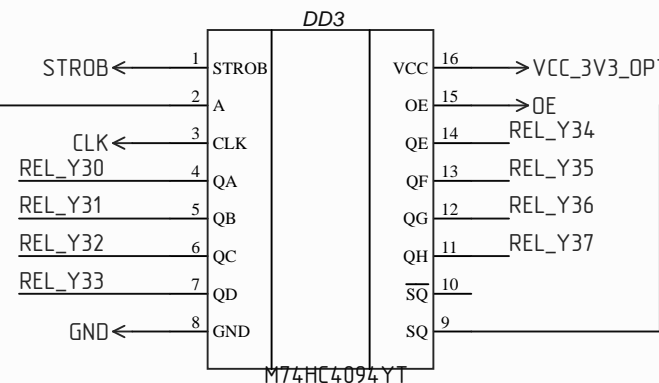 DD3
STROB 1 STROB VCC 16 VCC_3V3_OPT
2 A OE 15 OE
CLK 3 CLK QE 14 REL_Y34
REL_Y30 4 QA QF 13 REL_Y35
REL_Y31 5 QB QG 12 REL_Y36
REL_Y32 6 QC QH 11 REL_Y37
REL_Y33 7 QD SQ 10
GND 8 GND SQ 9
M74HC4094YT